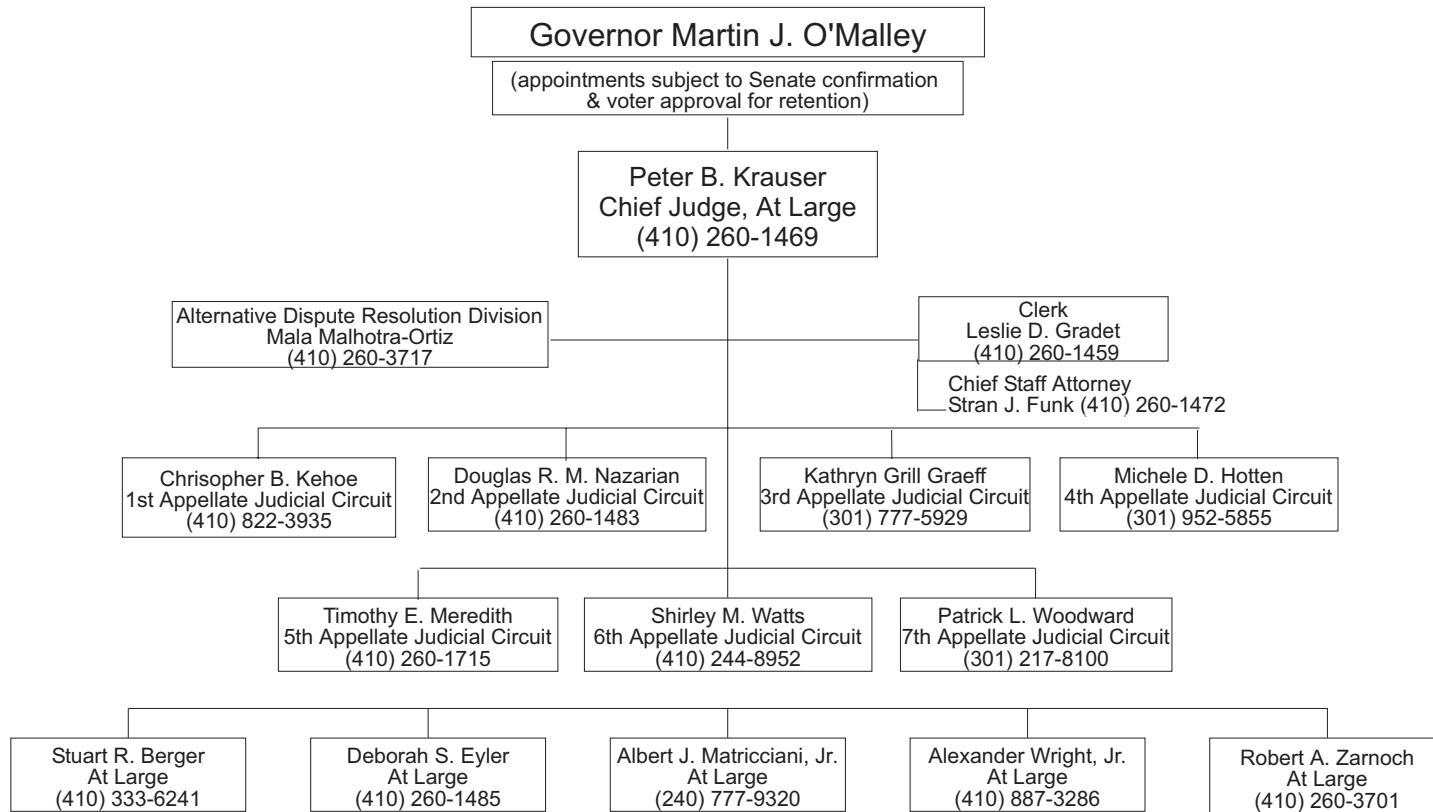 Governor Martin J. O'Malley
(appointments subject to Senate confirmation
& voter approval for retention)
Peter B. Krauser
Chief Judge, At Large
(410) 260-1469
Alternative Dispute Resolution Division
Mala Malhotra-Ortiz
(410) 260-3717
Clerk
Leslie D. Gradet
(410) 260-1459
Chief Staff Attorney
Stran J. Funk (410) 260-1472
Chrisopher B. Kehoe
1st Appellate Judicial Circuit
(410) 822-3935
Douglas R. M. Nazarian
2nd Appellate Judicial Circuit
(410) 260-1483
Kathryn Grill Graeff
3rd Appellate Judicial Circuit
(301) 777-5929
Michele D. Hotten
4th Appellate Judicial Circuit
(301) 952-5855
Timothy E. Meredith
5th Appellate Judicial Circuit
(410) 260-1715
Shirley M. Watts
6th Appellate Judicial Circuit
(410) 244-8952
Patrick L. Woodward
7th Appellate Judicial Circuit
(301) 217-8100
Stuart R. Berger
At Large
(410) 333-6241
Deborah S. Eyler
At Large
(410) 260-1485
Albert J. Matricciani, Jr.
At Large
(240) 777-9320
Alexander Wright, Jr.
At Large
(410) 887-3286
Robert A. Zarnoch
At Large
(410) 260-3701